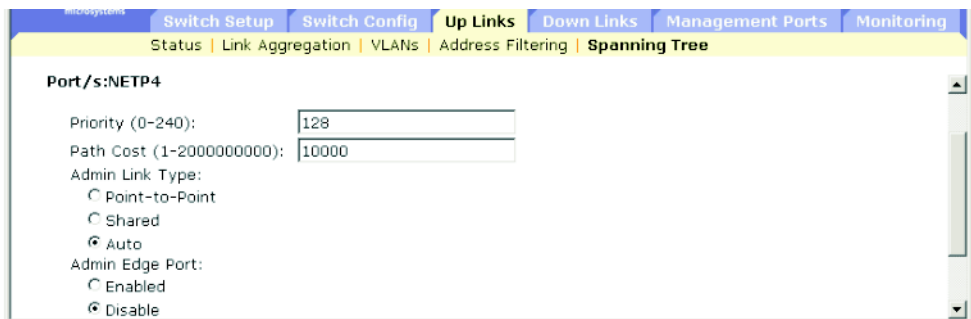 microsystems
Switch Setup Switch Config Up Links Down Links Management Ports Monitoring
Status | Link Aggregation | VLANs | Address Filtering | Spanning Tree
Port/s:NETP4
Priority (0-240): 128
Path Cost (1-2000000000): 10000
Admin Link Type:
Point-to-Point
Shared
Auto
Admin Edge Port:
Enabled
Disable